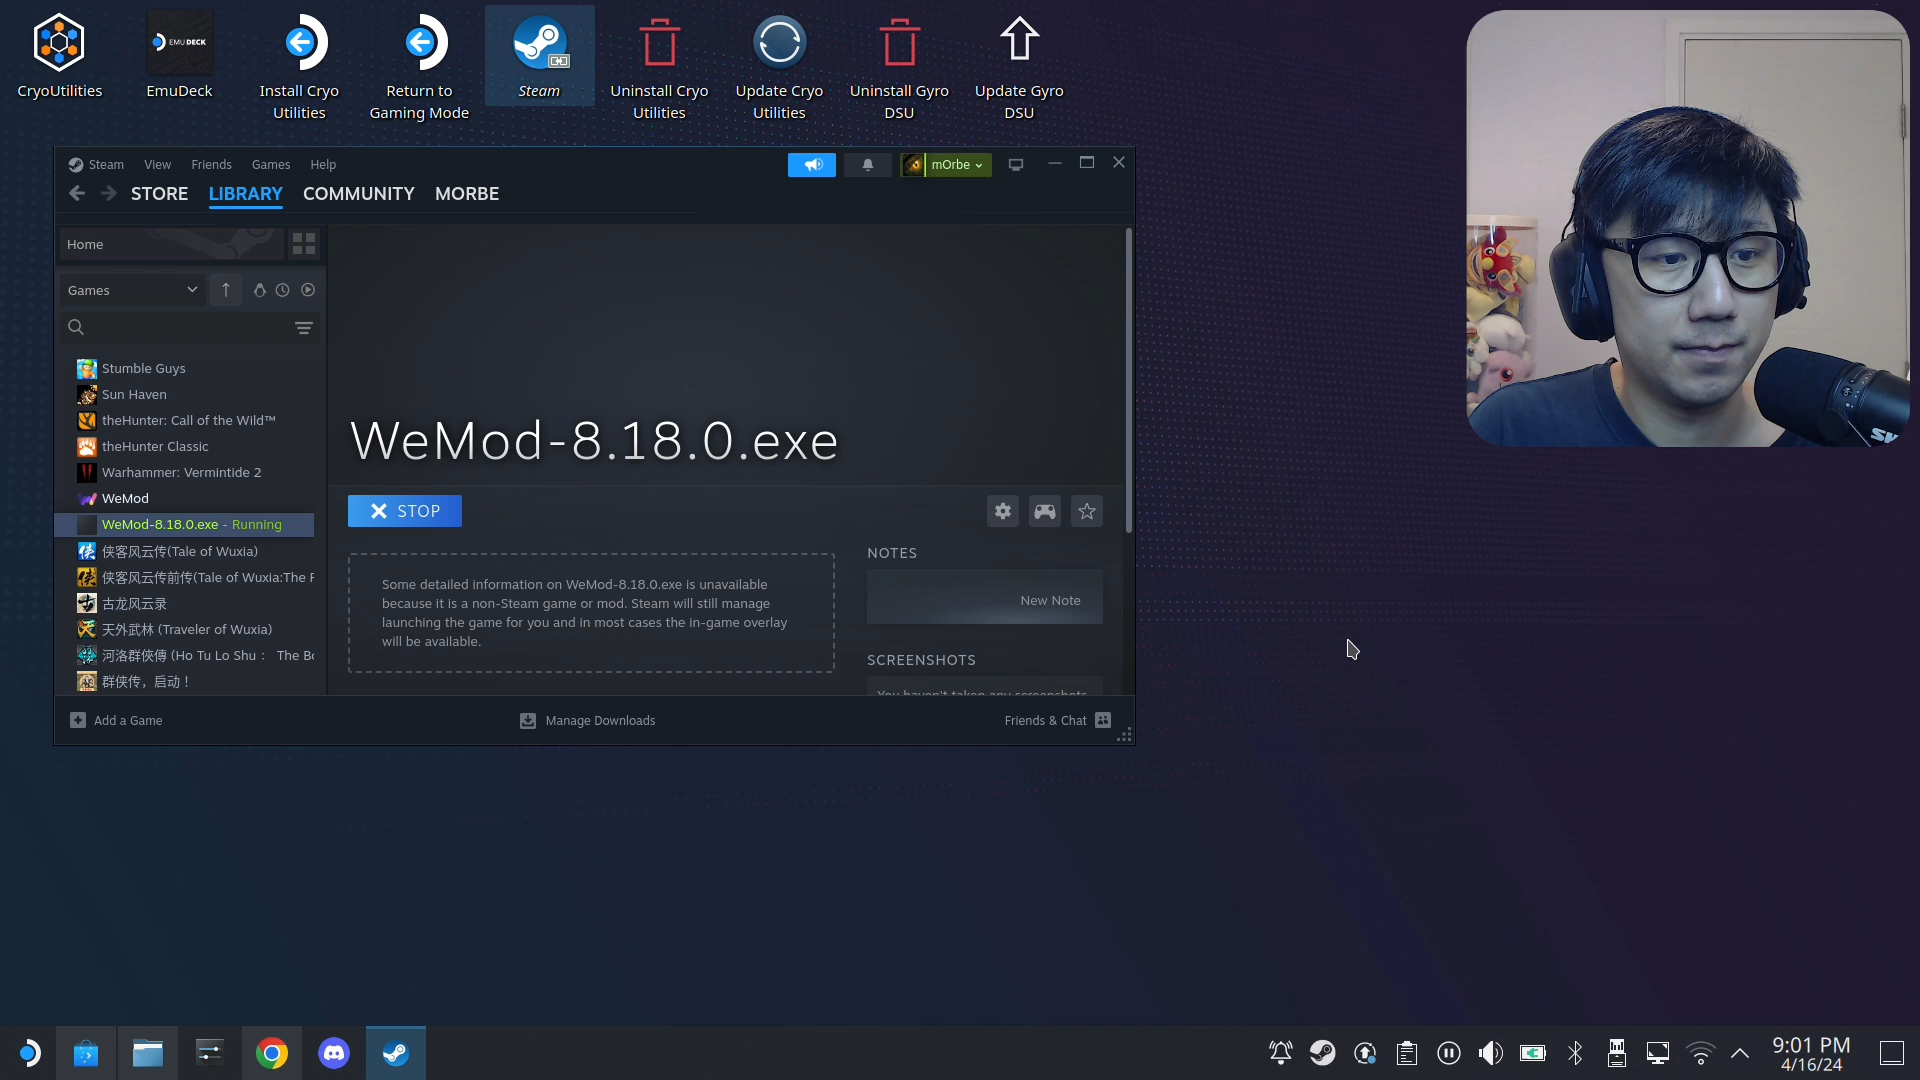 CryoUtilities
EMUDECK
EmuDeck
Install Cryo
Utilities
Return to
Gaming Mode
Steam
Uninstall Cryo
Utilities
Update Cryo
Utilities
Uninstall Gyro
DSU
Update Gyro
DSU
Steam
View
Friends
Games
Help
mOrbe
STORE
LIBRARY
COMMUNITY
MORBE
Home
Games
Stumble Guys
Sun Haven
theHunter: Call of the Wild™
theHunter Classic
Warhammer: Vermintide 2
WeMod
WeMod-8.18.0.exe - Running
侠客风云传(Tale of Wuxia)
侠客风云传前传(Tale of Wuxia:The
古龙风云录
天外武林 (Traveler of Wuxia)
河洛群俠傳 (Ho Tu Lo Shu： The Bo
群侠传，启动！
WeMod-8.18.0.exe
STOP
Some detailed information on WeMod-8.18.0.exe is unavailable
because it is a non-Steam game or mod. Steam will still manage
launching the game for you and in most cases the in-game overlay
will be available.
NOTES
New Note
SCREENSHOTS
You haven't taken any screenshots
Add a Game
Manage Downloads
Friends & Chat
9:01 PM
4/16/24